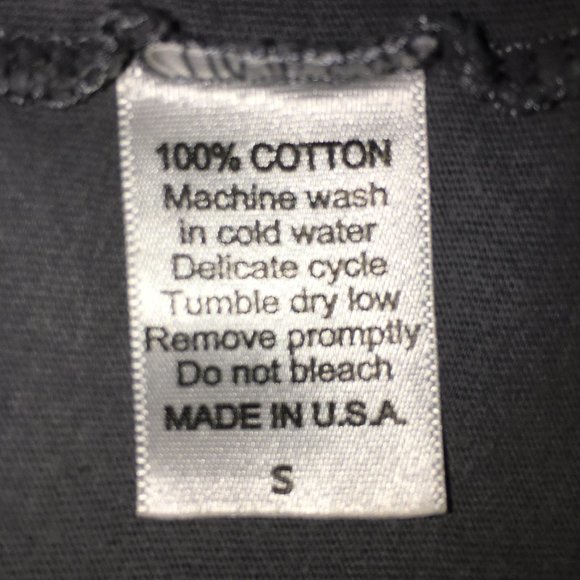 100% COTTON
Machine wash
in cold water
Delicate cycle
Tumble dry low
Remove promptly
Do not bleach
MADE IN U.S.A.
S